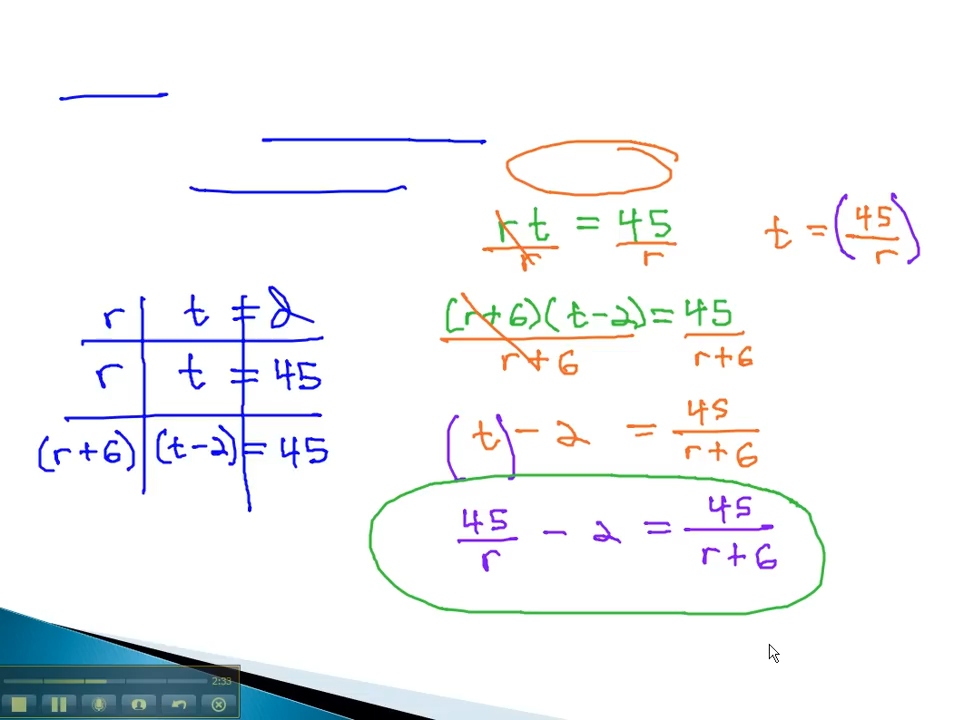 rt = 45
r r
t = (45/r)
r t = d
(r+6)(t-2) = 45
r+6 r+6
r t = 45
t - 2 = 45/(r+6)
(r+6) (t-2) = 45
45/r - 2 = 45/(r+6)
2:33